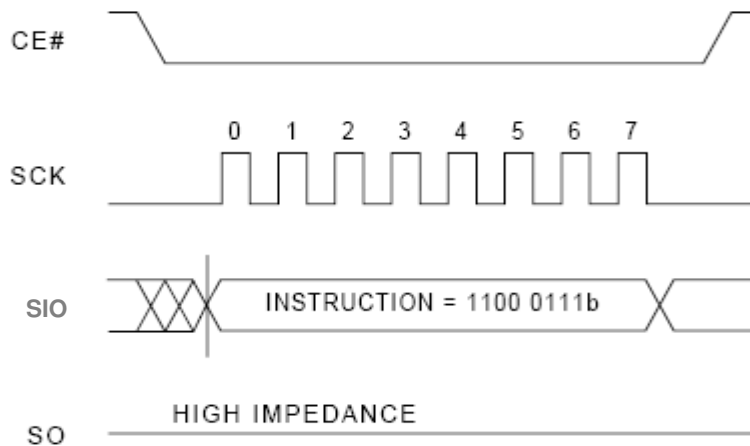 CE#
0 1 2 3 4 5 6 7
SCK
SIO INSTRUCTION = 1100 0111b
HIGH IMPEDANCE
SO